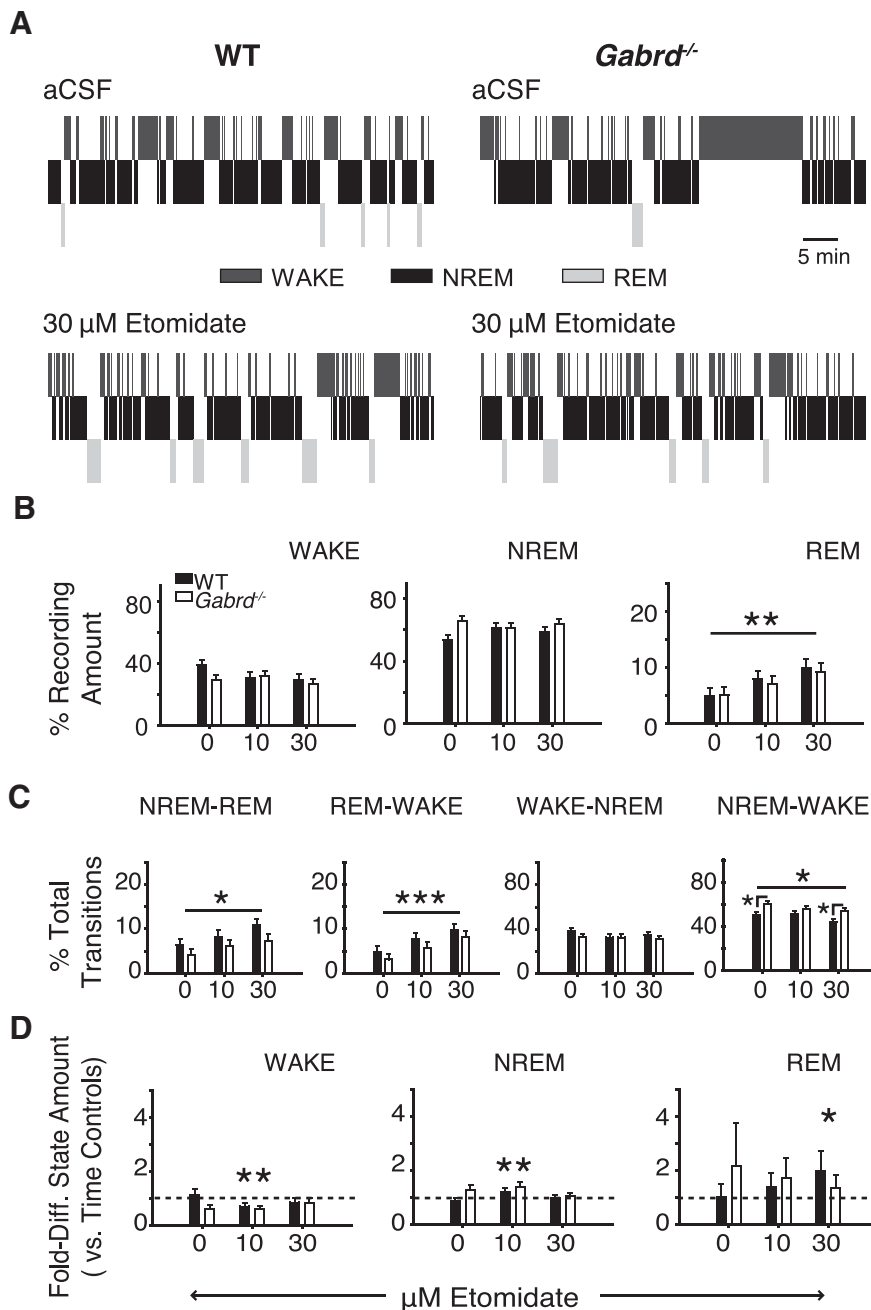 A
WT
Gabrd-/-
aCSF
aCSF
5 min
WAKE
NREM
REM
30 µM Etomidate
30 µM Etomidate
B
WAKE
NREM
REM
WT
Gabrd-/-
% Recording
Amount
80
40
0
0 10 30
80
40
0
0 10 30
20
10
0
**
0 10 30
C
NREM-REM
REM-WAKE
WAKE-NREM
NREM-WAKE
% Total
Transitions
20
10
0
*
0 10 30
20
10
0
***
0 10 30
80
40
0
0 10 30
80
40
0
*
*
*
0 10 30
D
WAKE
NREM
REM
Fold-Diff. State Amount
( vs. Time Controls)
4
2
0
**
0 10 30
4
2
0
**
0 10 30
4
2
0
*
0 10 30
µM Etomidate